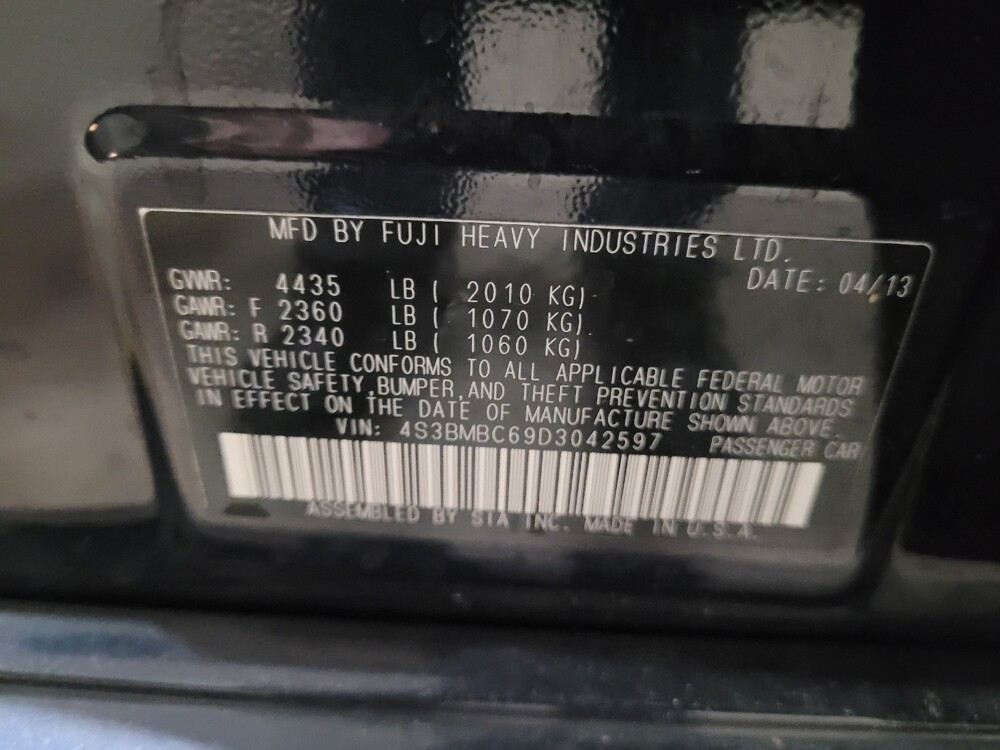 MFD BY FUJI HEAVY INDUSTRIES LTD.
DATE: 04/13
GVWR: 4435 LB ( 2010 KG)
GAWR: F 2360 LB ( 1070 KG)
GAWR: R 2340 LB ( 1060 KG)
THIS VEHICLE CONFORMS TO ALL APPLICABLE FEDERAL MOTOR
VEHICLE SAFETY,BUMPER,AND THEFT PREVENTION STANDARDS
IN EFFECT ON THE DATE OF MANUFACTURE SHOWN ABOVE.
VIN: 4S3BMBC69D3042597 PASSENGER CAR
ASSEMBLED BY SIA INC. MADE IN U.S.A.